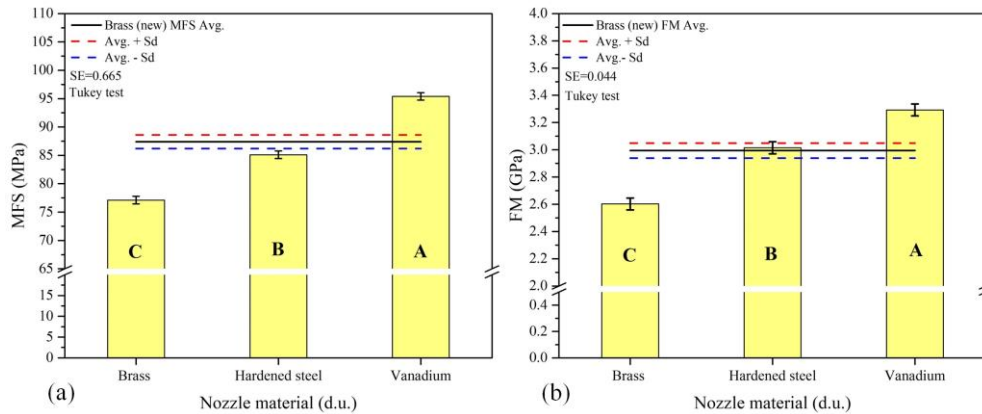 Brass (new) MFS Avg.
Avg. + Sd
Avg. - Sd
SE=0.665
Tukey test
MFS (MPa)
110
105
100
95
90
85
80
75
70
65
15
10
5
0
C
B
A
Brass
Hardened steel
Vanadium
(a)
Nozzle material (d.u.)
Brass (new) FM Avg.
Avg. + Sd
Avg.- Sd
SE=0.044
Tukey test
FM (GPa)
4.0
3.8
3.6
3.4
3.2
3.0
2.8
2.6
2.4
2.2
2.0
0.4
0.2
0.0
C
B
A
Brass
Hardened steel
Vanadium
(b)
Nozzle material (d.u.)